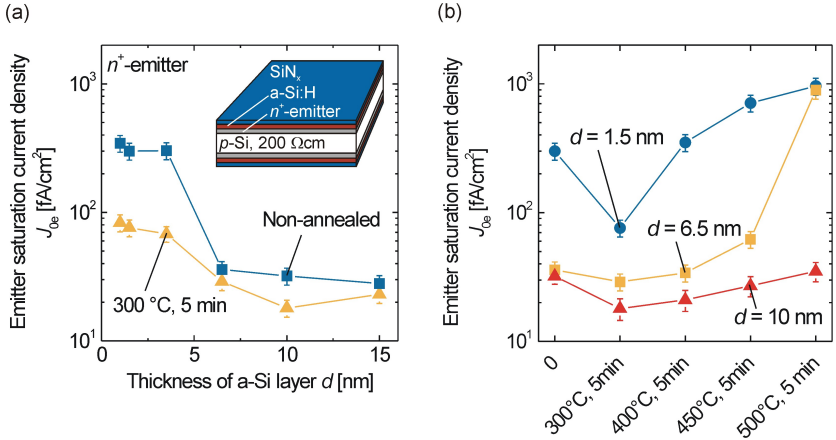 (a)
Emitter saturation current density
J0e [fA/cm²]
10³
10²
10¹
n⁺-emitter
SiNx
a-Si:H
n⁺-emitter
p-Si, 200 Ωcm
Non-annealed
300 °C, 5 min
0
5
10
15
Thickness of a-Si layer d [nm]
(b)
Emitter saturation current density
J0e [fA/cm²]
10³
10²
10¹
d = 1.5 nm
d = 6.5 nm
d = 10 nm
0
300°C, 5min
400°C, 5min
450°C, 5min
500°C, 5 min